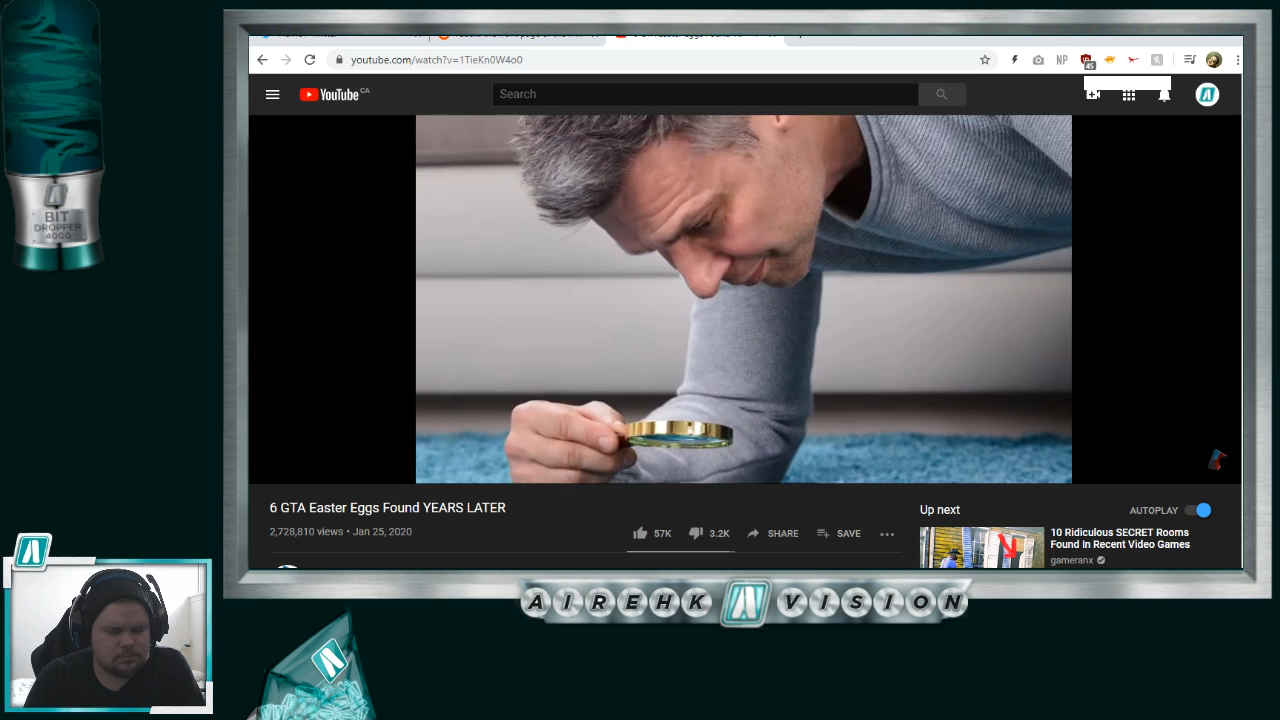 youtube.com/watch?v=1TieKn0W4o0
NP
45
YouTube CA
Search
BIT
DROPPER
4000
6 GTA Easter Eggs Found YEARS LATER
2,728,810 views • Jan 25, 2020
57K
3.2K
SHARE
SAVE
Up next
AUTOPLAY
10 Ridiculous SECRET Rooms
Found In Recent Video Games
gameranx
AIREHK VISION